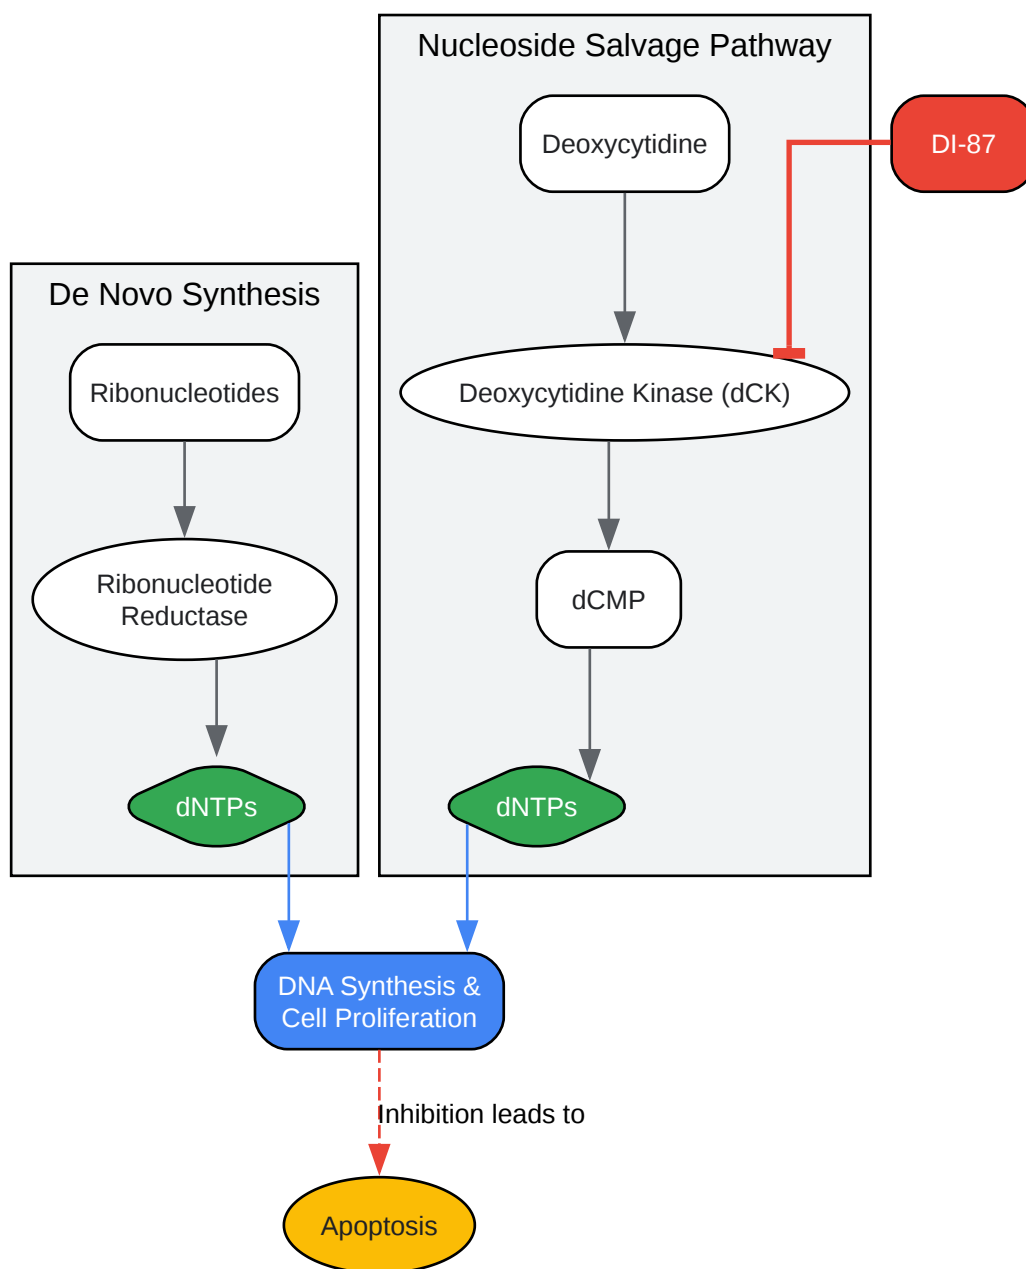 Nucleoside Salvage Pathway
Deoxycytidine
DI-87
De Novo Synthesis
Ribonucleotides
Deoxycytidine Kinase (dCK)
Ribonucleotide
Reductase
dCMP
dNTPs
dNTPs
DNA Synthesis &
Cell Proliferation
Inhibition leads to
Apoptosis